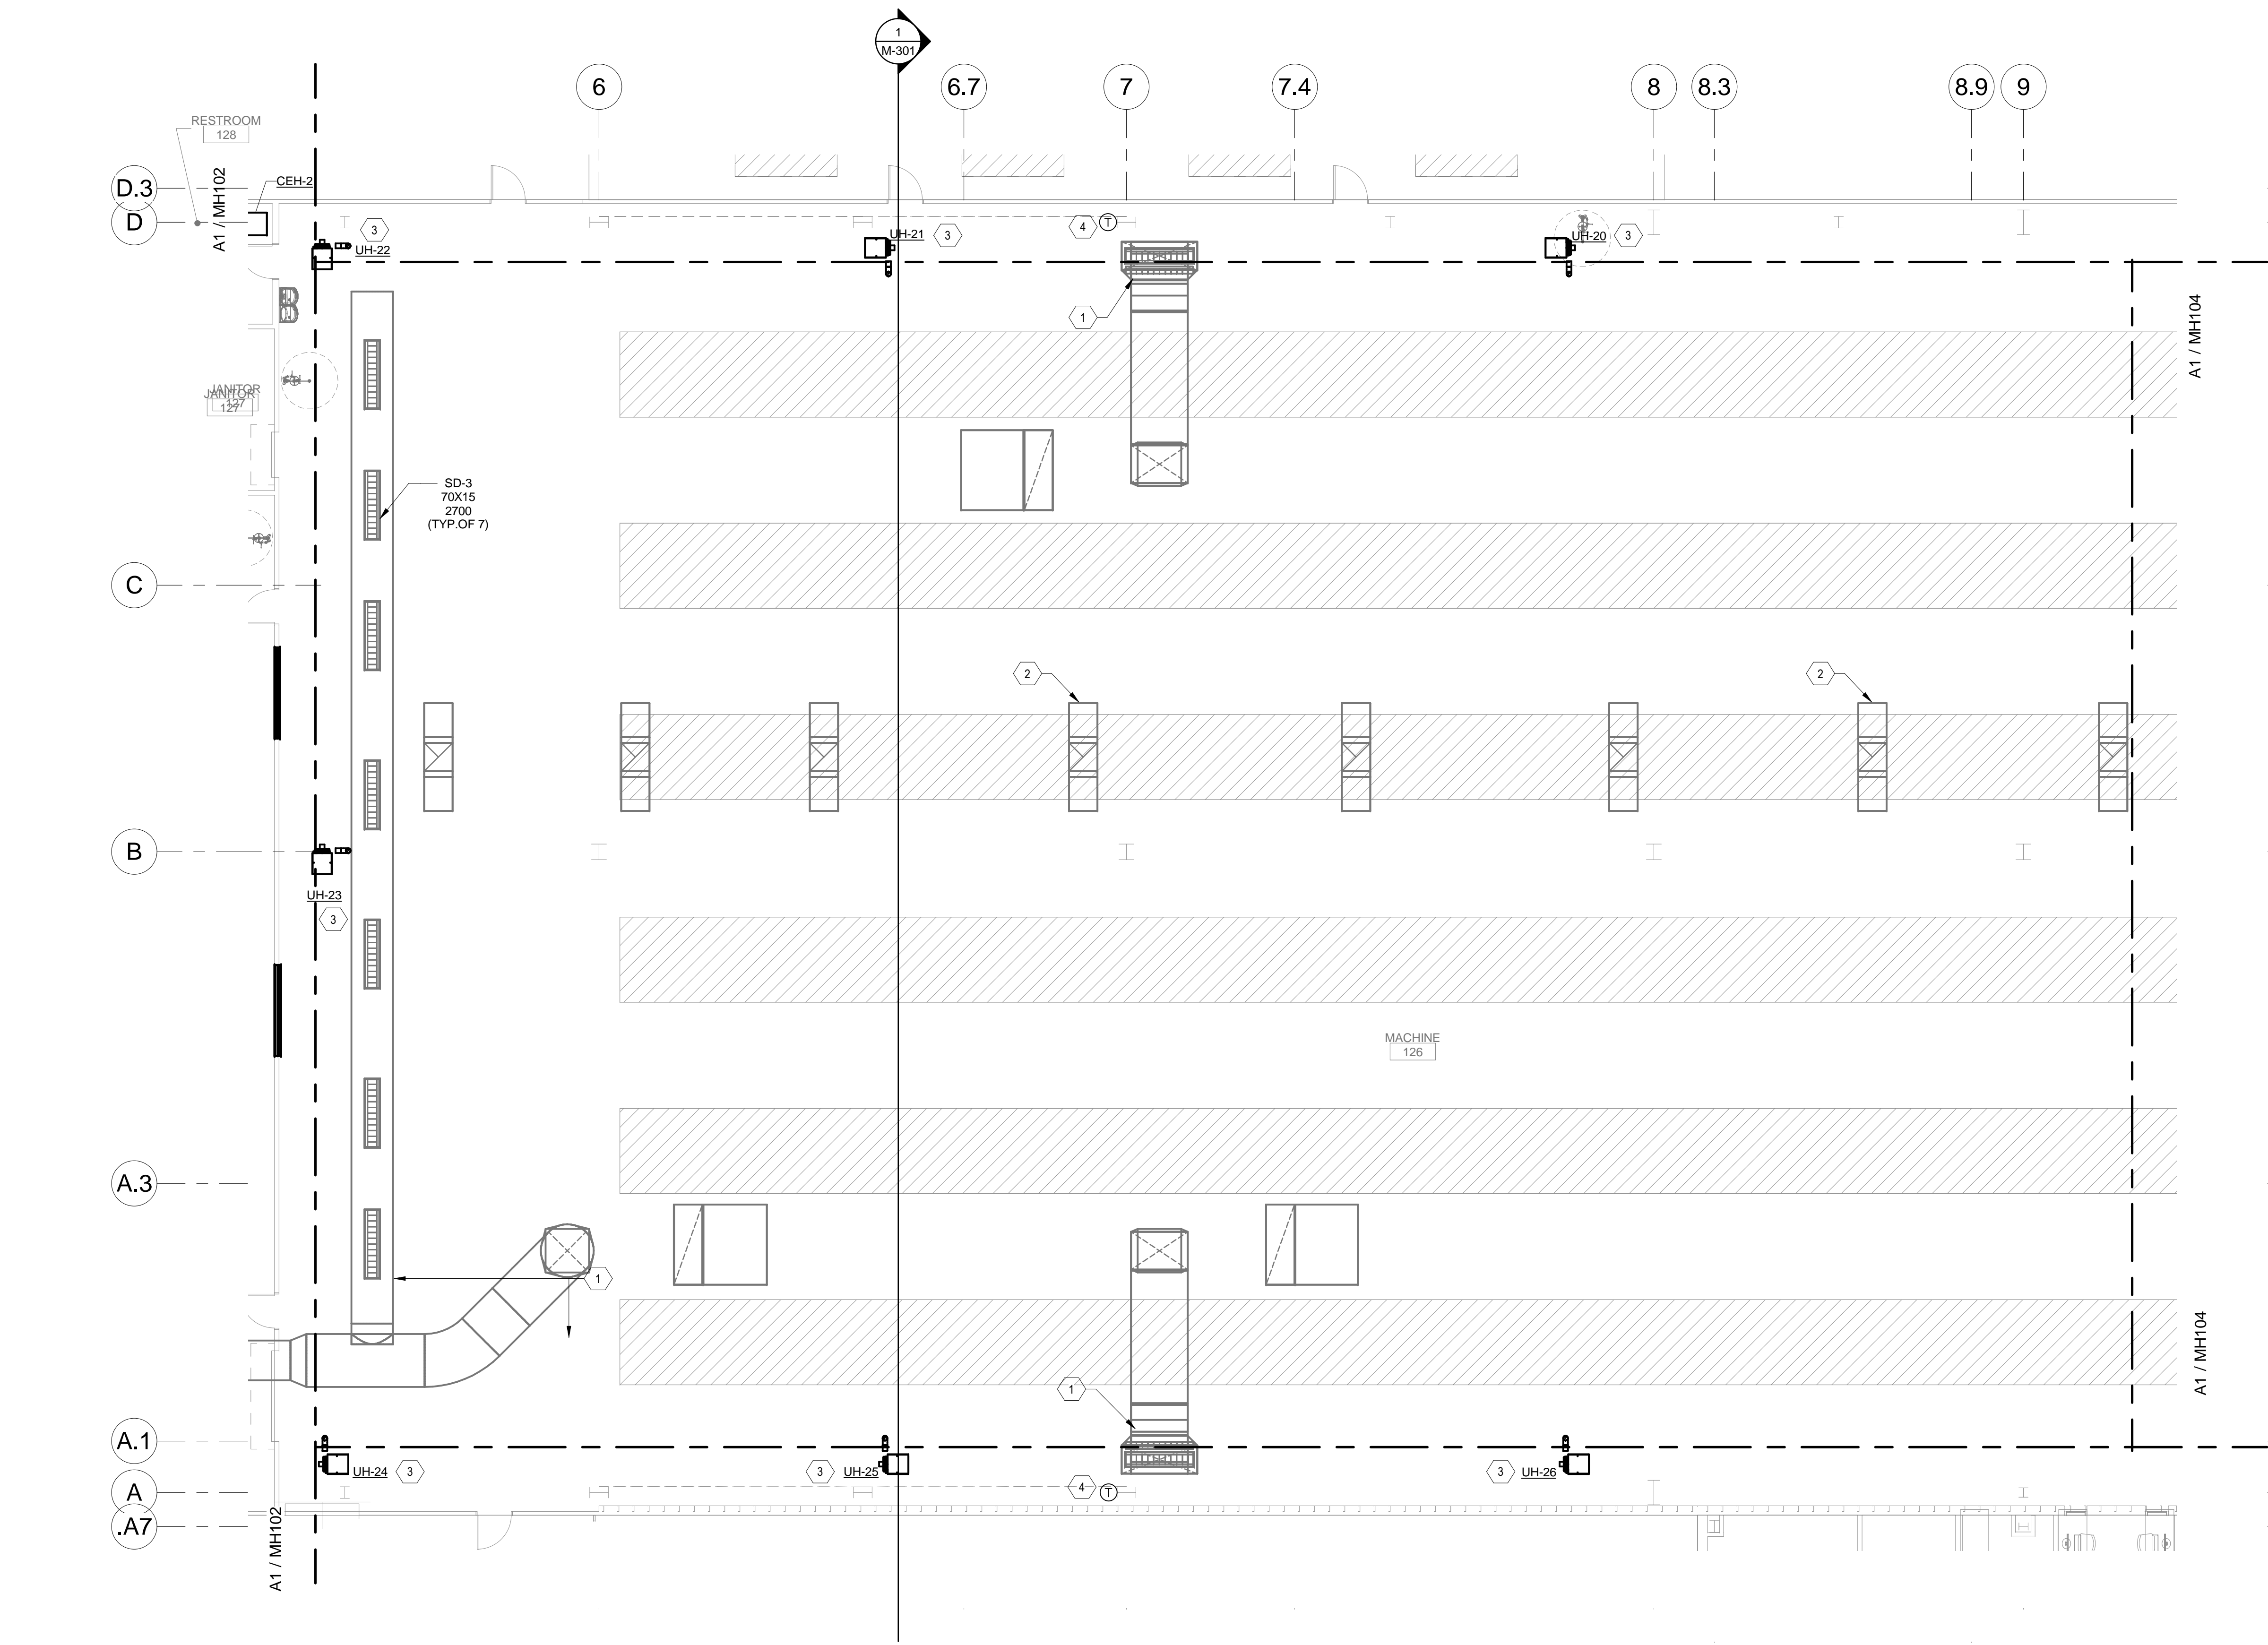 1
M-301
6
6.7
7
7.4
8
8.3
8.9
9
RESTROOM
128
A1 / MH102
CEH-2
D.3
D
3
UH-22
UH-21
3
4
T
UH-20
3
1
A1 / MH104
JANITOR
127
JANITOR
127
SD-3
70X15
2700
(TYP.OF 7)
C
2
2
B
UH-23
3
MACHINE
126
A.3
1
A1 / MH104
1
A.1
UH-24
3
3
UH-25
3
UH-26
4
T
A
.A7
A1 / MH102